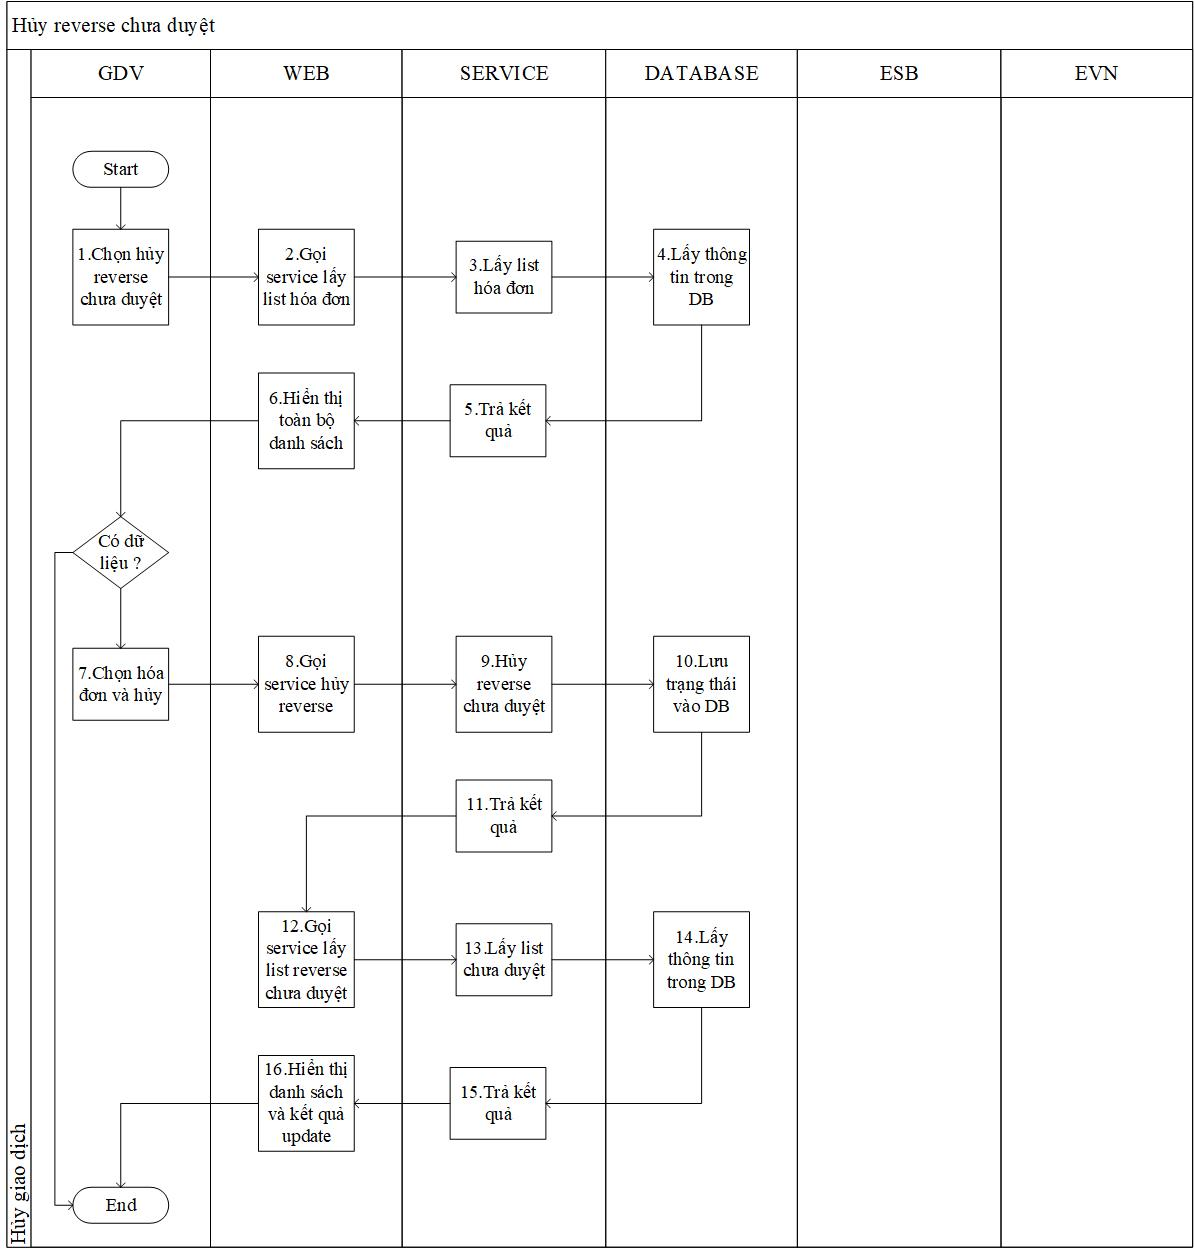 Hủy reverse chưa duyệt
GDV
WEB
SERVICE
DATABASE
ESB
EVN
Start
1.Chọn hủy
reverse
chưa duyệt
2.Gọi
service lấy
list hóa đơn
3.Lấy list
hóa đơn
4.Lấy thông
tin trong
DB
6.Hiển thị
toàn bộ
danh sách
5.Trả kết
quả
Có dữ
liệu ?
7.Chọn hóa
đơn và hủy
8.Gọi
service hủy
reverse
9.Hủy
reverse
chưa duyệt
10.Lưu
trạng thái
vào DB
11.Trả kết
quả
12.Gọi
service lấy
list reverse
chưa duyệt
13.Lấy list
chưa duyệt
14.Lấy
thông tin
trong DB
16.Hiển thị
danh sách
và kết quả
update
15.Trả kết
quả
End
Hủy giao dịch